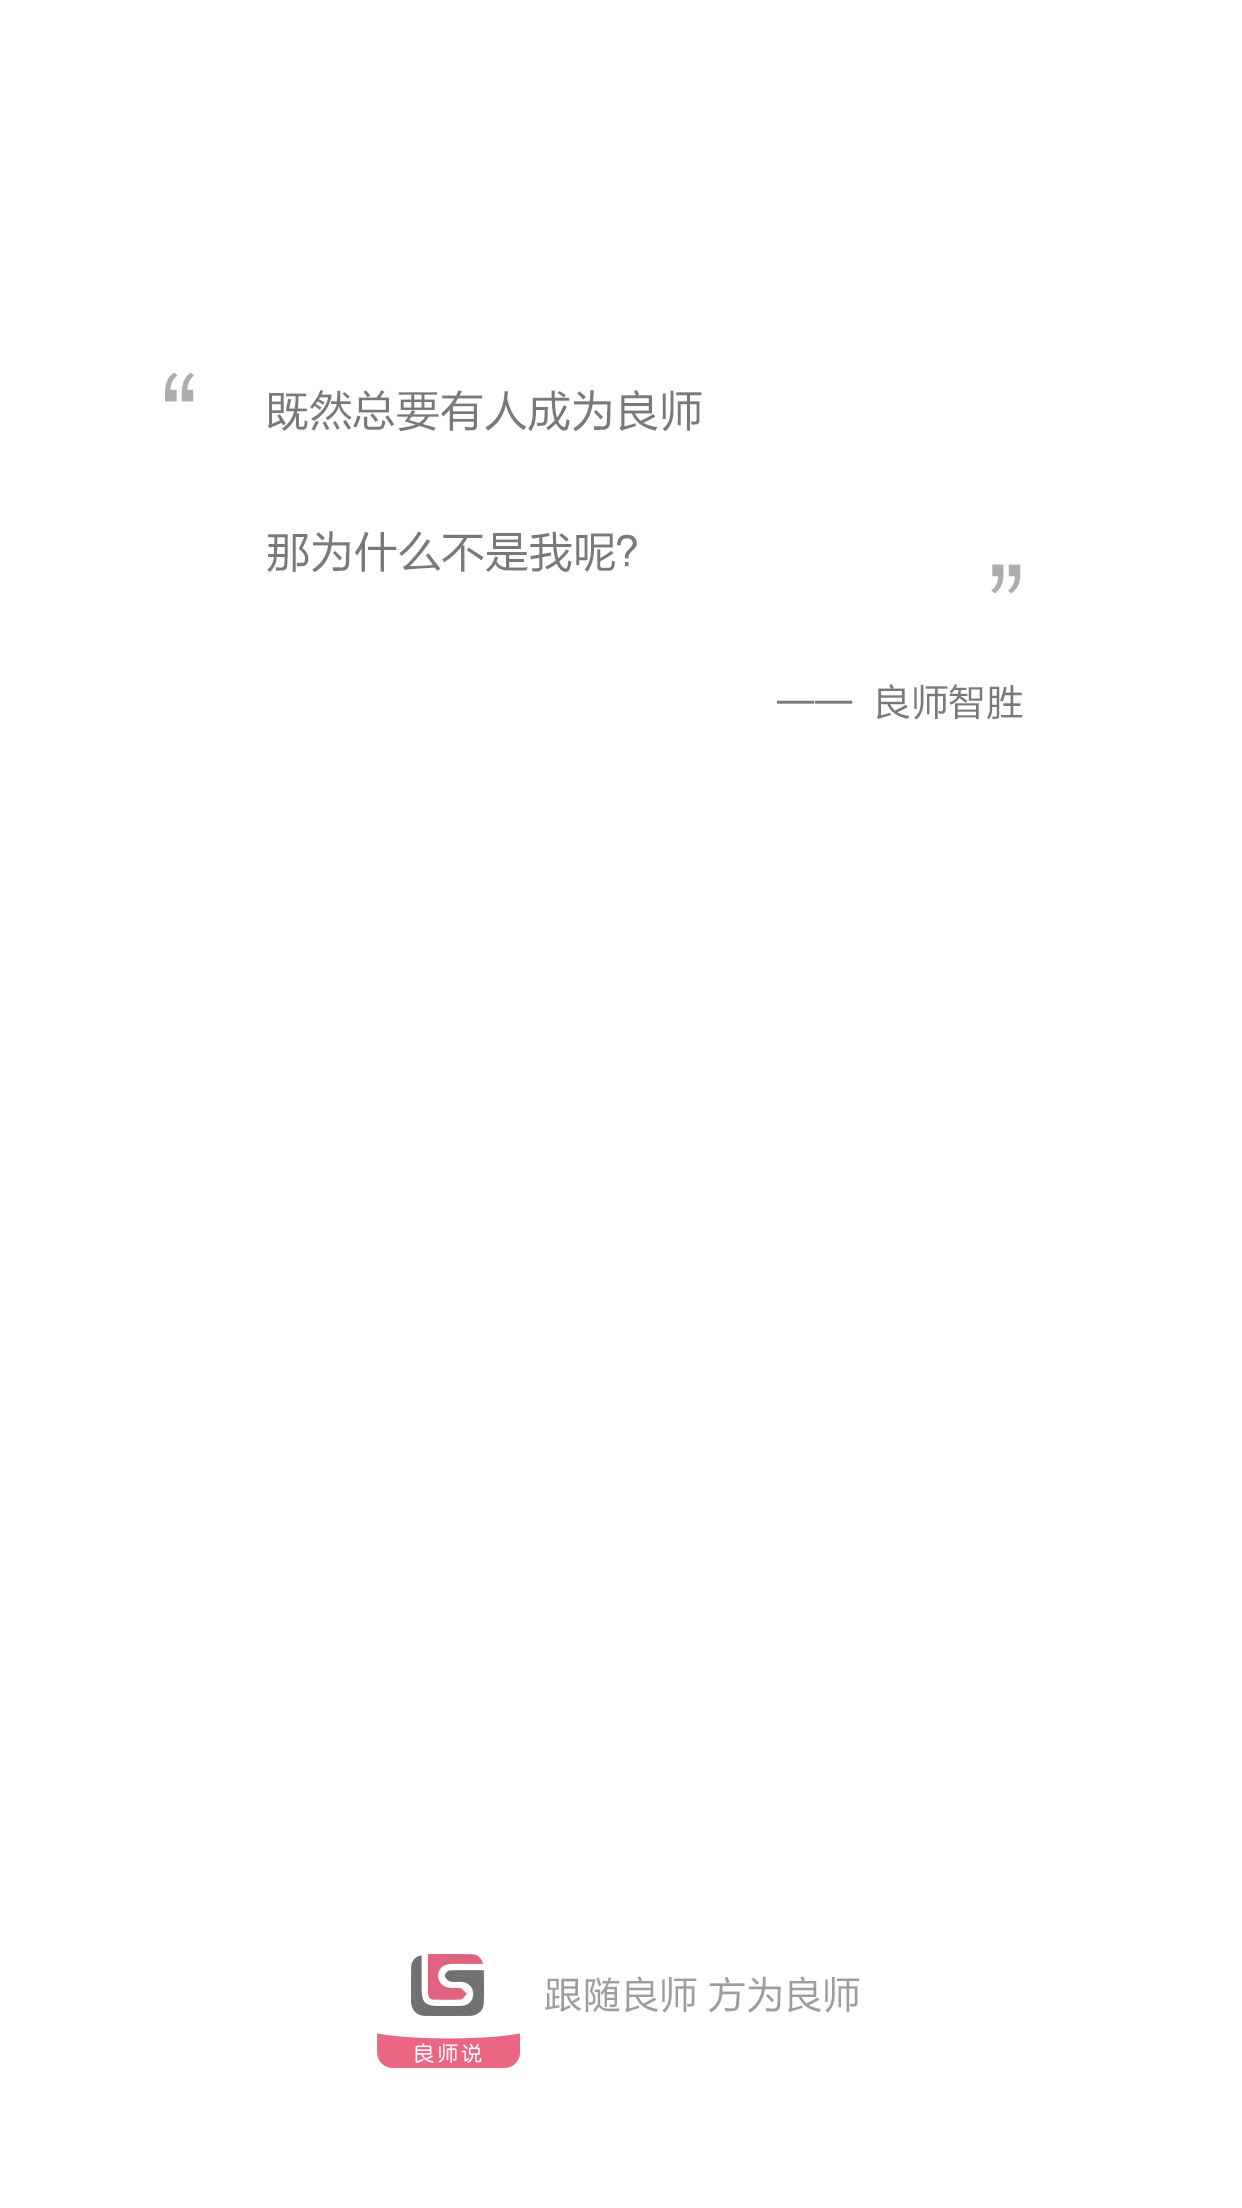 “ 既然总要有人成为良师
那为什么不是我呢？ ”
—— 良师智胜
跟随良师 方为良师
良师说